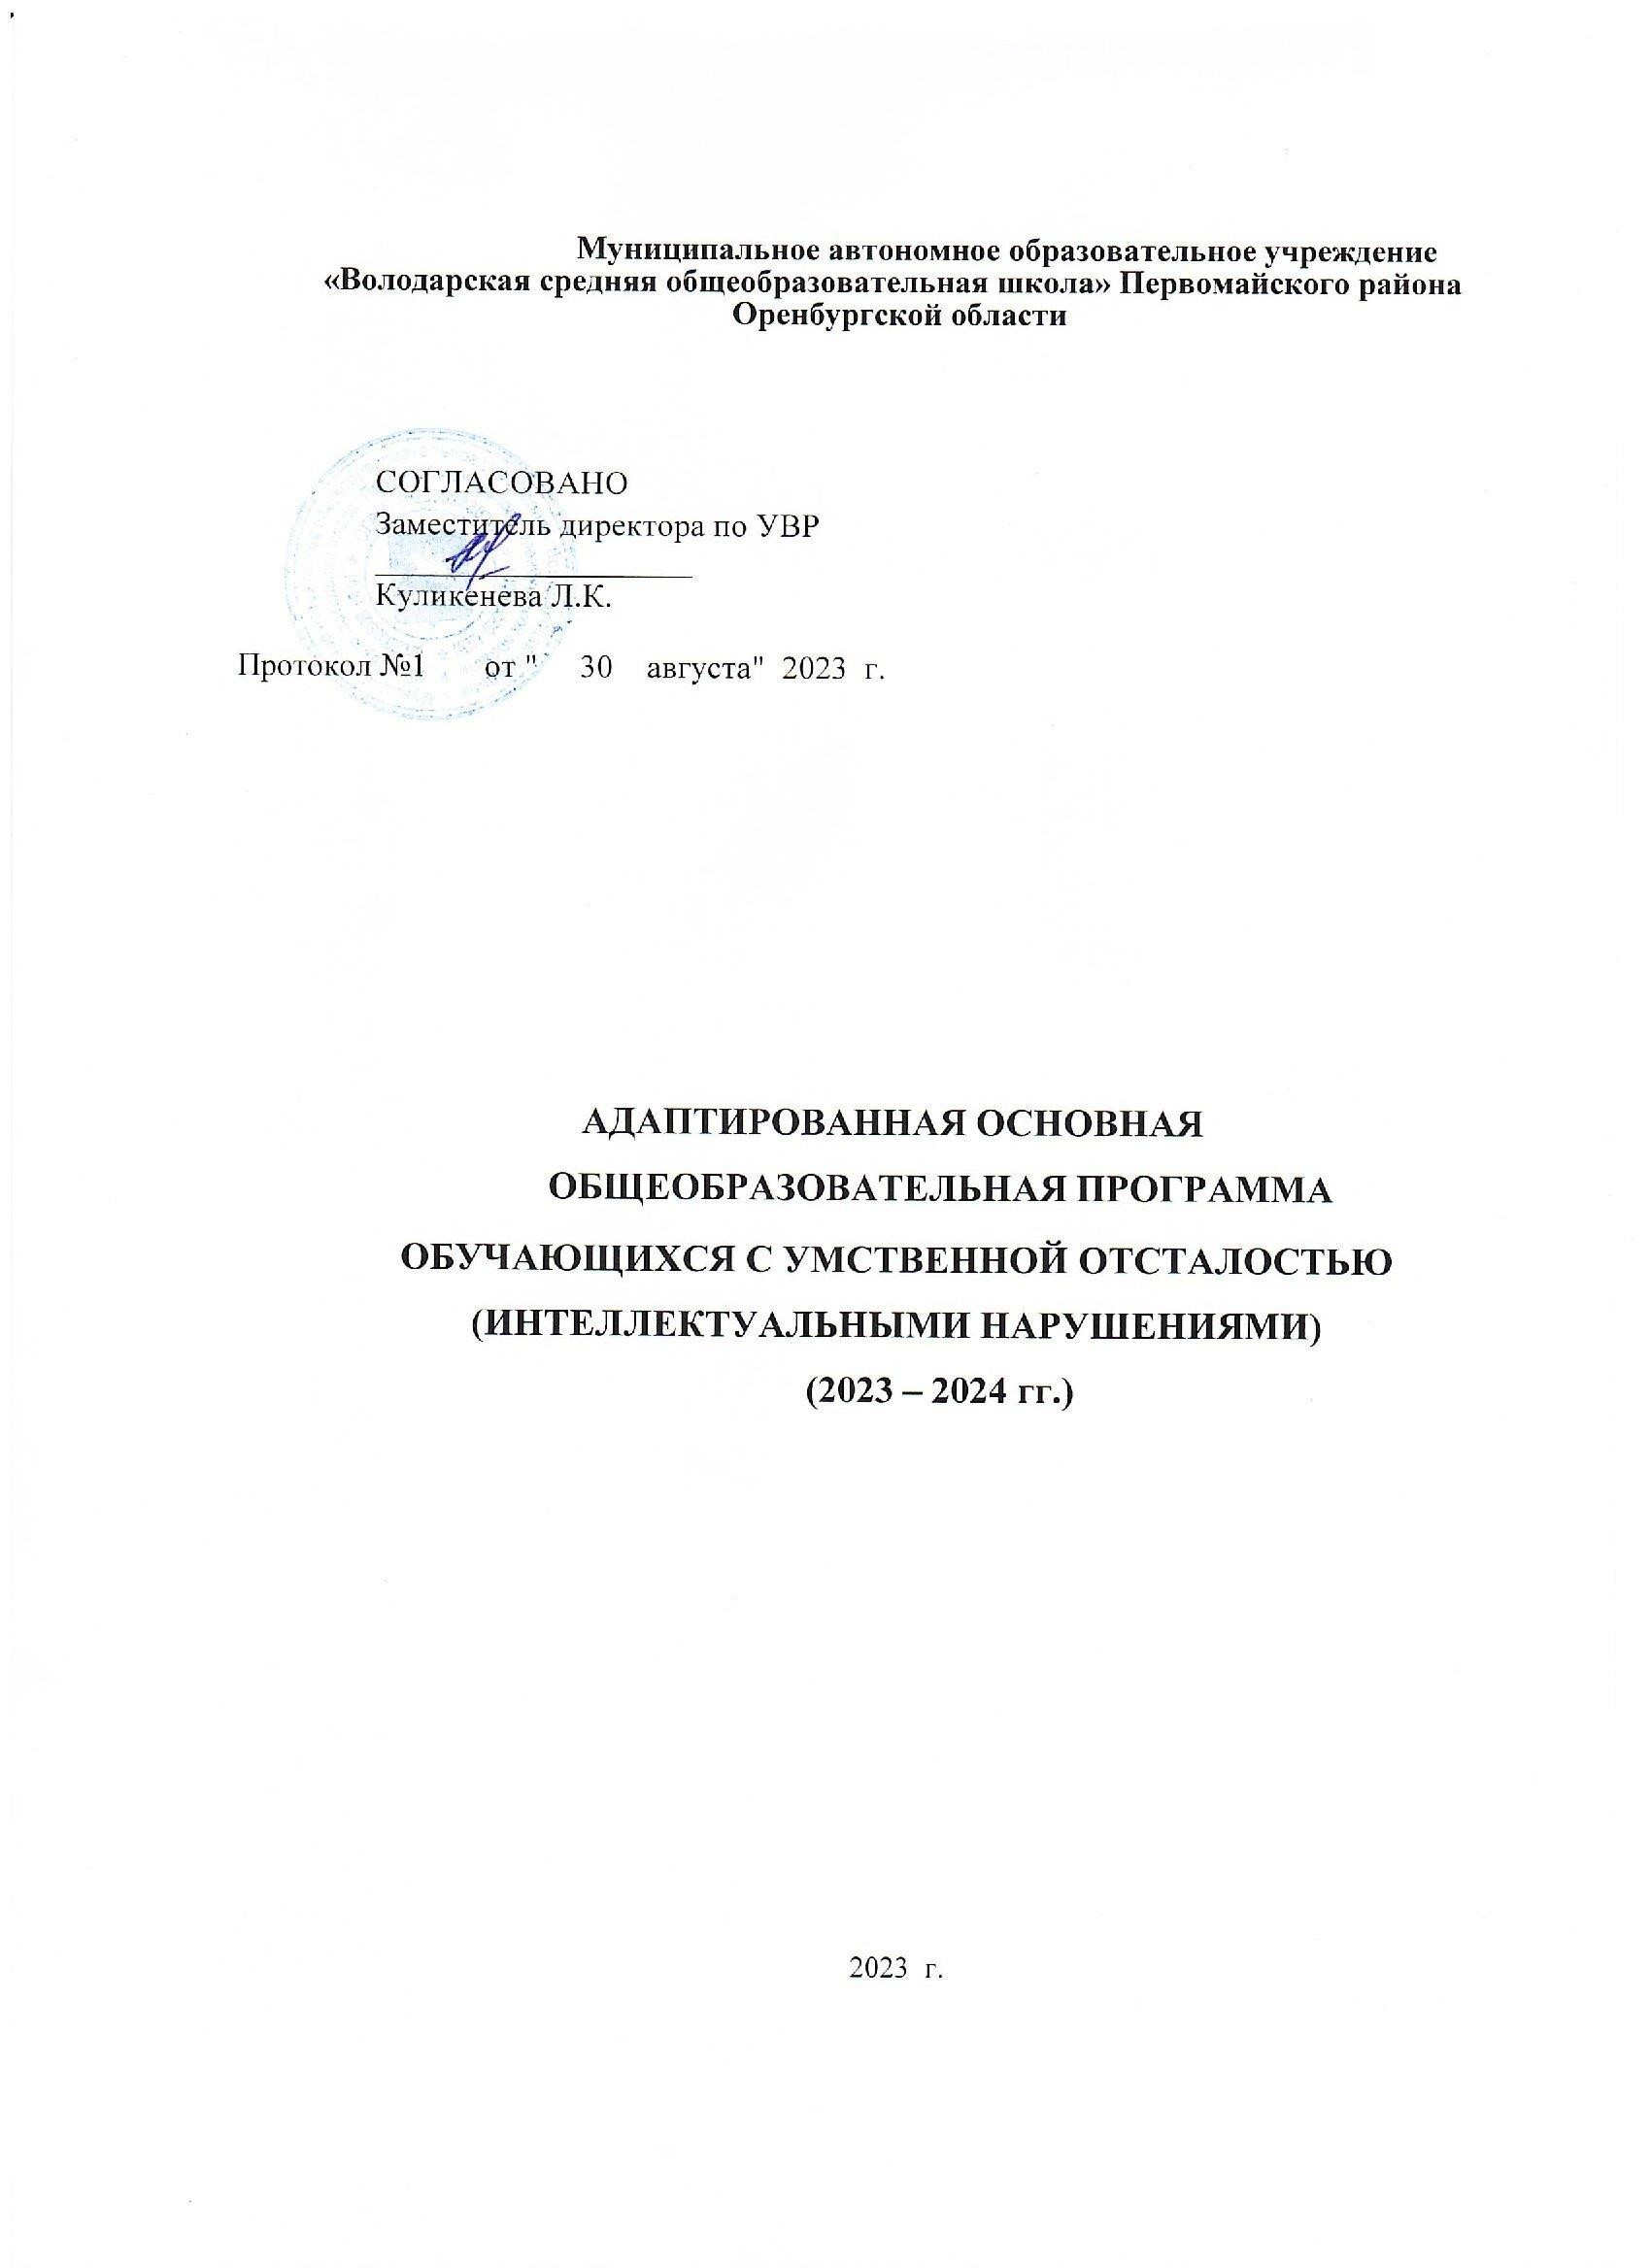 Муниципальное автономное образовательное учреждение
«Володарская средняя общеобразовательная школа» Первомайского района
Оренбургской области
СОГЛАСОВАНО
Заместитель директора по УВР
Куликенева Л.К.
Протокол №1 от " 30 августа" 2023 г.
АДАПТИРОВАННАЯ ОСНОВНАЯ
ОБЩЕОБРАЗОВАТЕЛЬНАЯ ПРОГРАММА
ОБУЧАЮЩИХСЯ С УМСТВЕННОЙ ОТСТАЛОСТЬЮ
(ИНТЕЛЛЕКТУАЛЬНЫМИ НАРУШЕНИЯМИ)
(2023 – 2024 гг.)
2023 г.